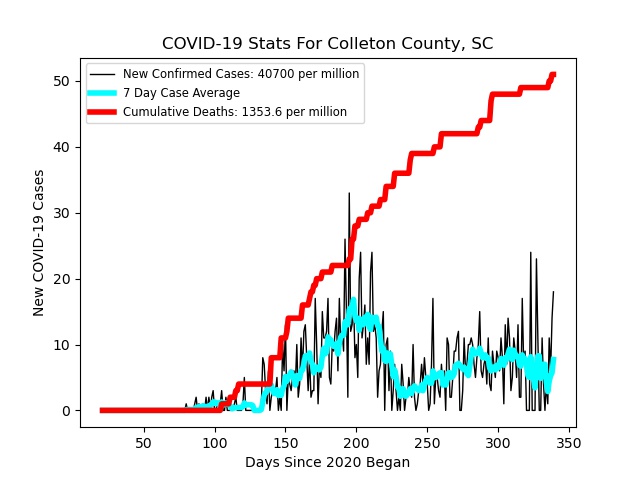 COVID-19 Stats For Colleton County, SC
New Confirmed Cases: 40700 per million
7 Day Case Average
Cumulative Deaths: 1353.6 per million
New COVID-19 Cases
50
40
30
20
10
0
50
100
150
200
250
300
350
Days Since 2020 Began